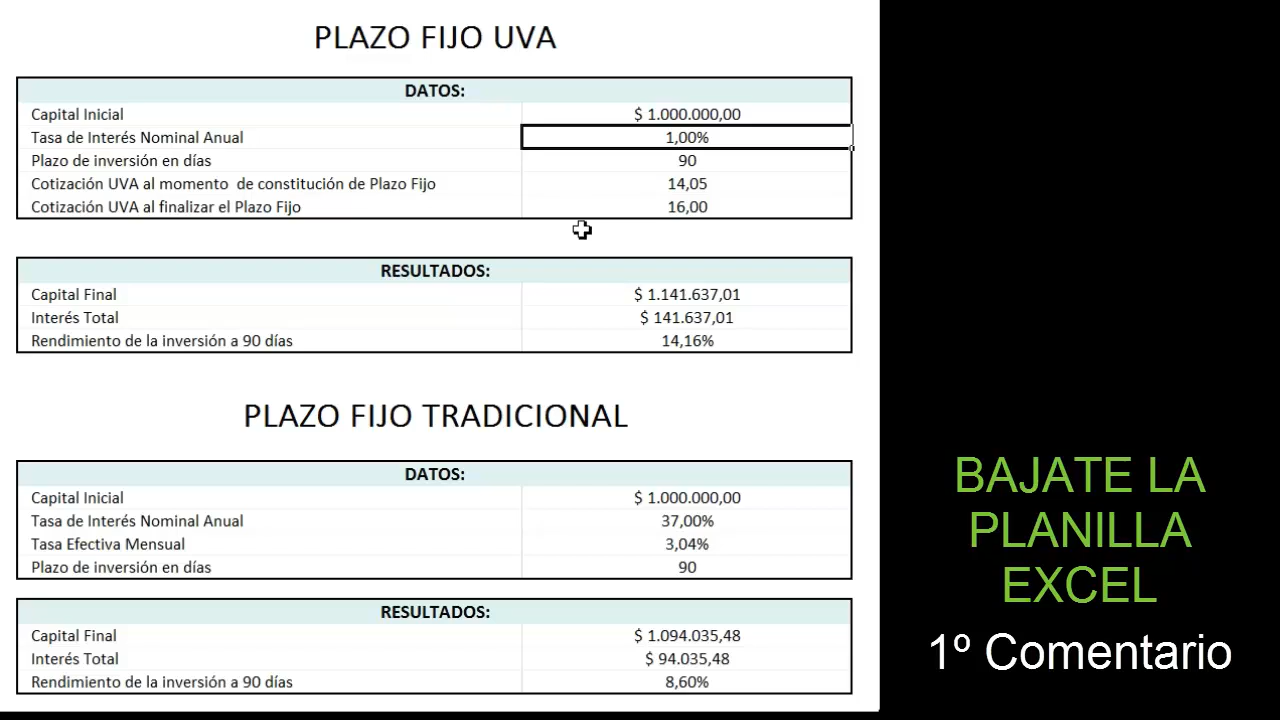 PLAZO FIJO UVA
DATOS:
Capital Inicial $ 1.000.000,00
Tasa de Interés Nominal Anual 1,00%
Plazo de inversión en días 90
Cotización UVA al momento  de constitución de Plazo Fijo 14,05
Cotización UVA al finalizar el Plazo Fijo 16,00
RESULTADOS:
Capital Final $ 1.141.637,01
Interés Total $ 141.637,01
Rendimiento de la inversión a 90 días 14,16%
PLAZO FIJO TRADICIONAL
DATOS:
Capital Inicial $ 1.000.000,00
Tasa de Interés Nominal Anual 37,00%
Tasa Efectiva Mensual 3,04%
Plazo de inversión en días 90
RESULTADOS:
Capital Final $ 1.094.035,48
Interés Total $ 94.035,48
Rendimiento de la inversión a 90 días 8,60%
BAJATE LA
PLANILLA
EXCEL
1º Comentario